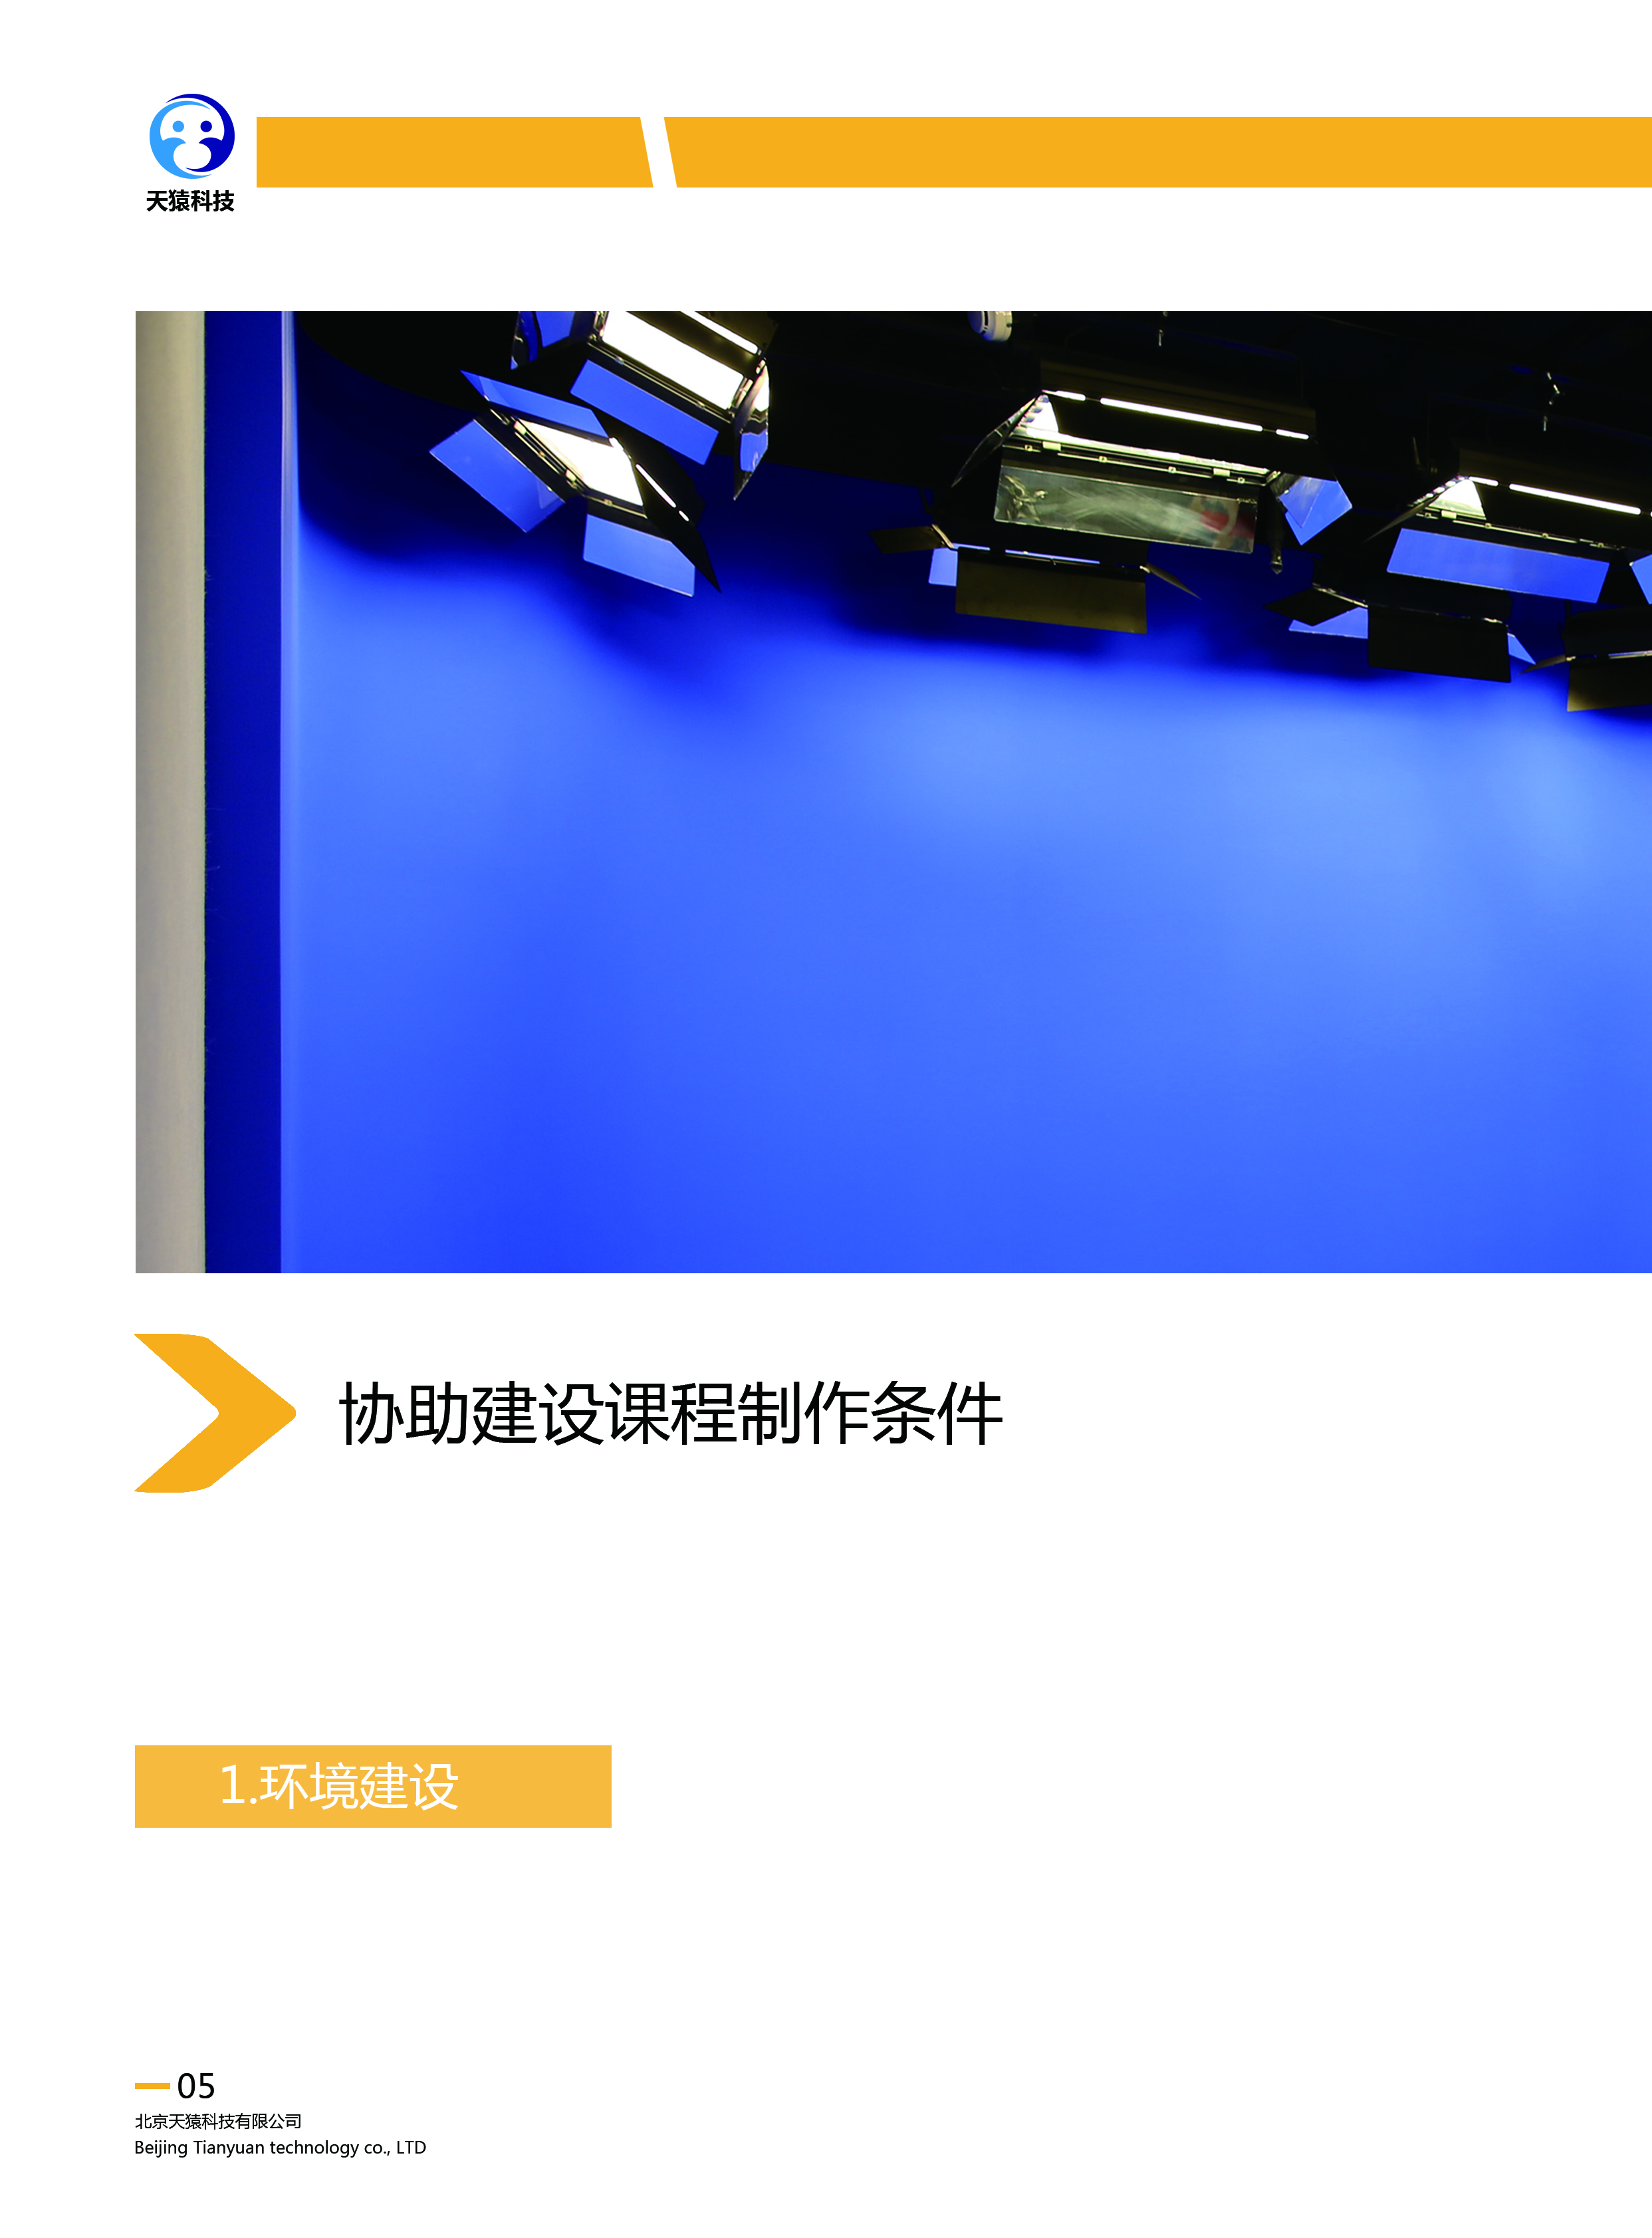 天猿科技
协助建设课程制作条件
1.环境建设
05
北京天猿科技有限公司
Beijing Tianyuan technology co., LTD